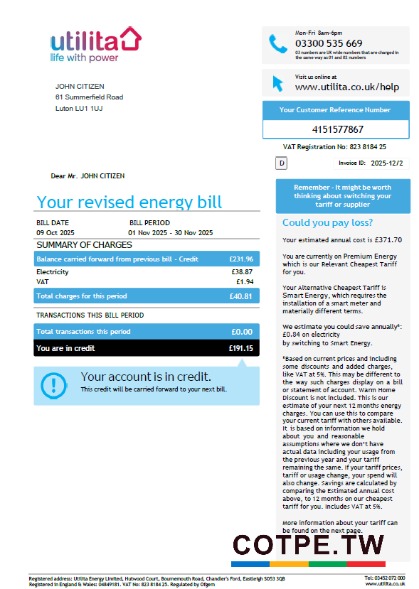 utilita
life with power
Mon-Fri 8am-6pm
03300 535 669
03 numbers are UK wide numbers that are charged in
the same way as 01 and 02 numbers
Visit us online at
www.utilita.co.uk/help
JOHN CITIZEN
61 Summerfield Road
Luton LU1 1UJ
Your Customer Reference Number
4151577867
VAT Registration No: 823 8184 25
D
Invoice ID: 2025-12/2
Dear Mr. JOHN CITIZEN
Your revised energy bill
BILL DATE BILL PERIOD
09 Oct 2025 01 Nov 2025 - 30 Nov 2025
SUMMARY OF CHARGES
Balance carried forward from previous bill - Credit £231.96
Electricity £38.87
VAT £1.94
Total charges for this period £40.81
TRANSACTIONS THIS BILL PERIOD
Total transactions this period £0.00
You are in credit £191.15
Your account is in credit.
This credit will be carried forward to your next bill.
Remember - It might be worth
thinking about switching your
tariff or supplier
Could you pay less?
Your estimated annual cost is £371.70
You are currently on Premium Energy
which is our Relevant Cheapest Tariff
for you.
Your Alternative Cheapest Tariff is
Smart Energy, which requires the
installation of a smart meter and
materially different terms.
We estimate you could save annually*:
£0.84 on electricity
by switching to Smart Energy.
*Based on current prices and including
some discounts and added charges,
like VAT at 5%. This may be different to
the way such charges display on a bill
or statement of account. Warm Home
Discount is not included. This is our
estimate of your next 12 months energy
charges. You can use this to compare
your current tariff with others available.
It is based on information we hold
about you and reasonable
assumptions where we don't have
actual data including your usage from
the previous year and your tariff
remaining the same. If your tariff prices,
tariff or usage change, your spend will
also change. Savings are calculated by
comparing the Estimated Annual Cost
above, to 12 months on our cheapest
tariff for you. Includes VAT at 5%.
More information about your tariff can
be found on the next page.
COTPE.TW
Registered address: Utilita Energy Limited, Hutwood Court, Bournemouth Road, Chandler's Ford, Eastleigh SO53 3QB
Registered in England & Wales: 04849181. VAT No: 823 8184 25. Regulated by Ofgem
Tel: 03452 072 000
www.utilita.co.uk